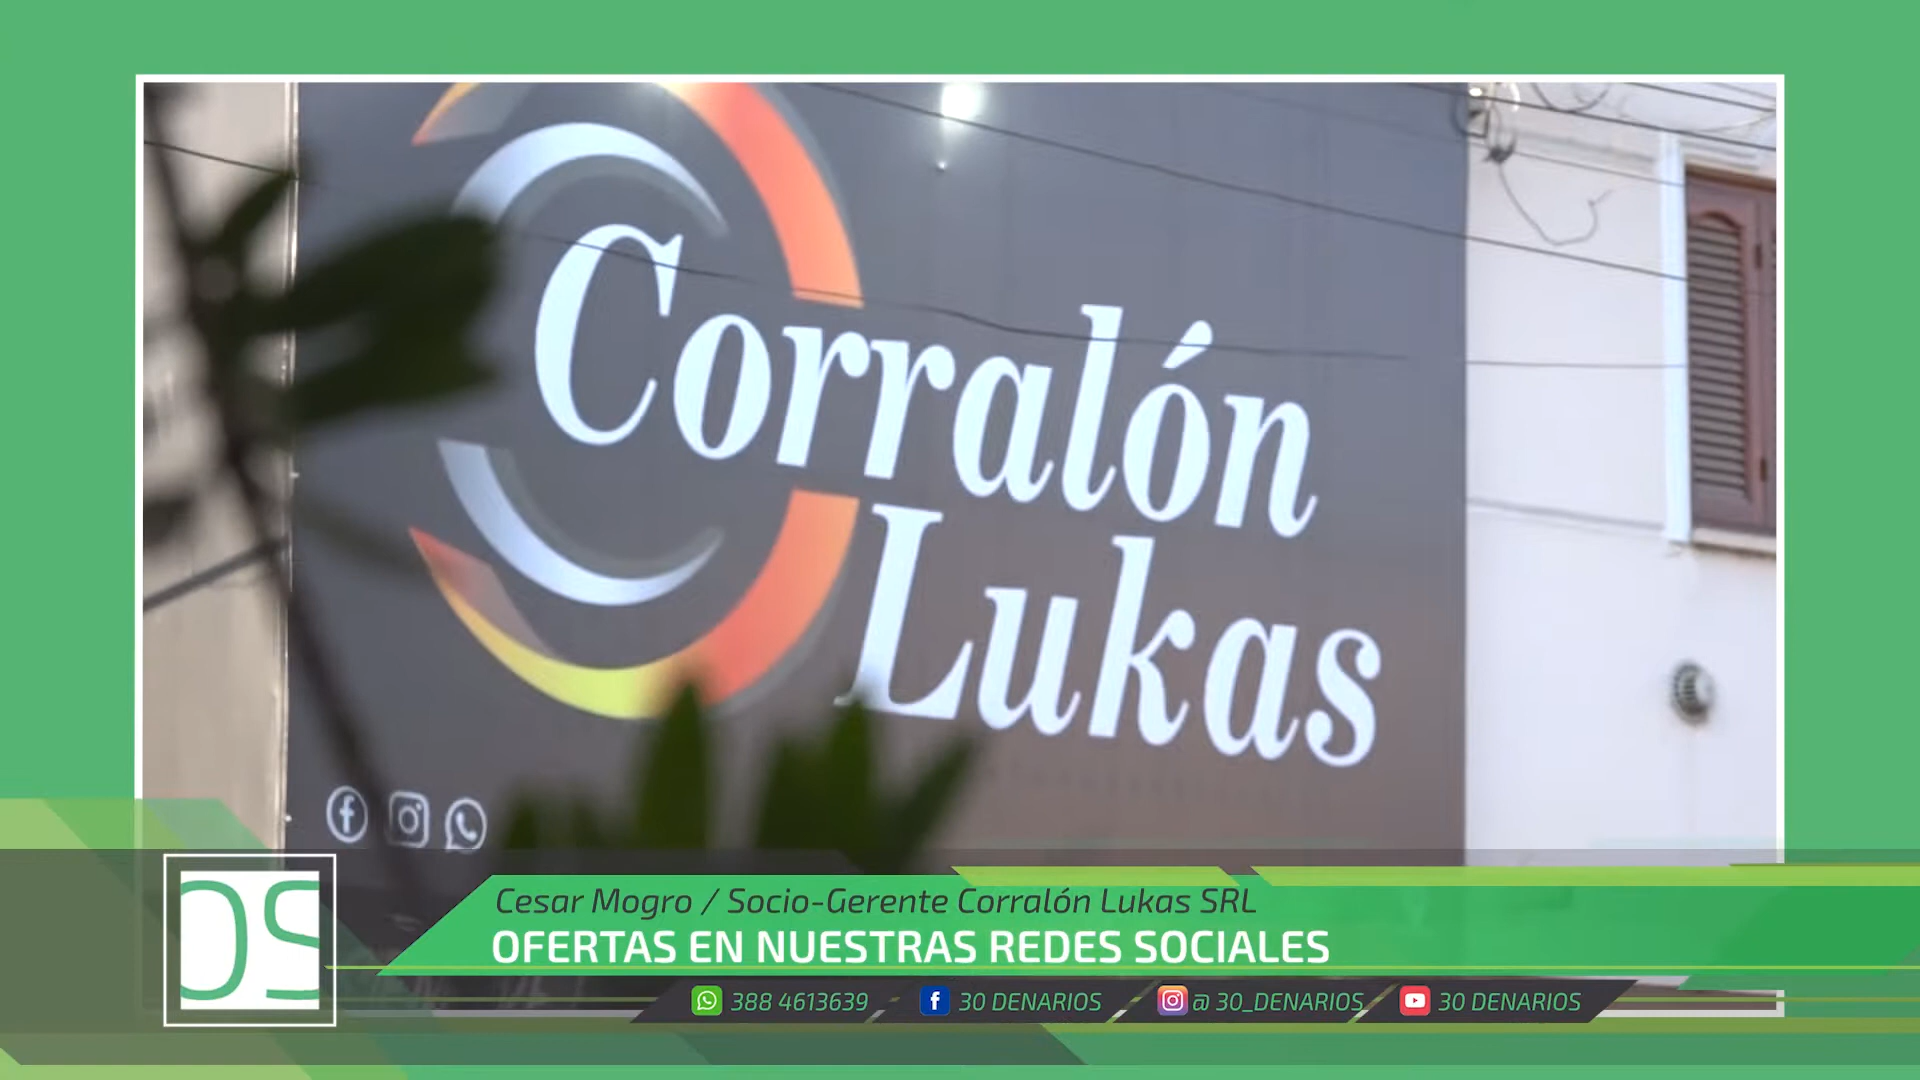 Corralón
Lukas
OS
Cesar Mogro / Socio-Gerente Corralón Lukas SRL
OFERTAS EN NUESTRAS REDES SOCIALES
388 4613639 30 DENARIOS @ 30_DENARIOS 30 DENARIOS